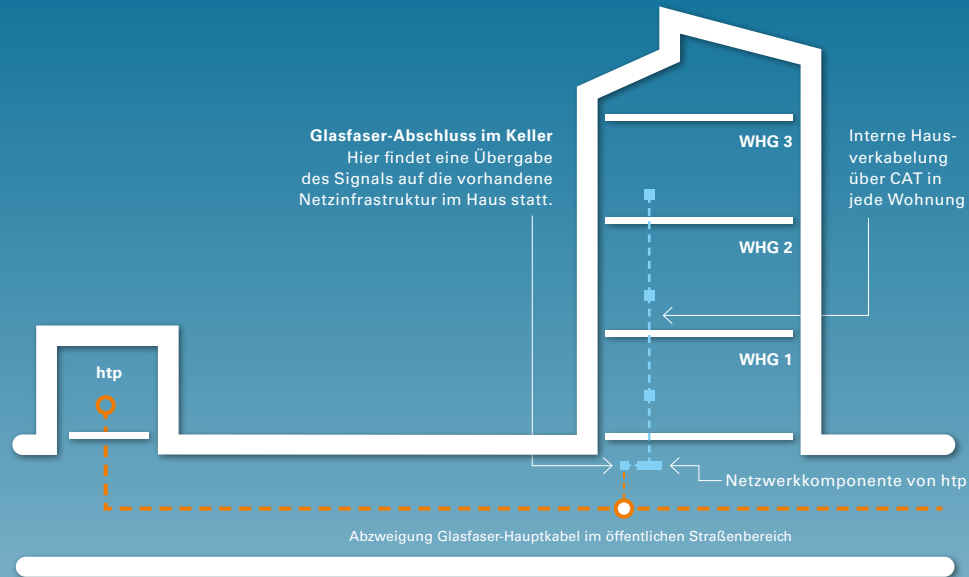 Glasfaser-Abschluss im Keller
Hier findet eine Übergabe
des Signals auf die vorhandene
Netzinfrastruktur im Haus statt.
WHG 3
Interne Haus-
verkabelung
über CAT in
jede Wohnung
WHG 2
WHG 1
htp
Netzwerkkomponente von htp
Abzweigung Glasfaser-Hauptkabel im öffentlichen Straßenbereich